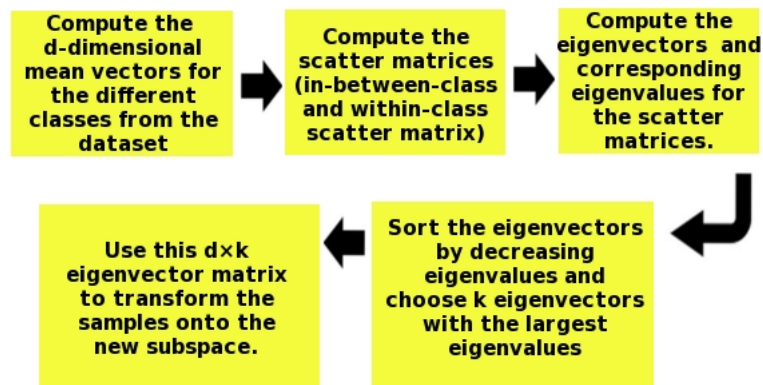 Compute the
d-dimensional
mean vectors for
the different
classes from the
dataset
Compute the
scatter matrices
(in-between-class
and within-class
scatter matrix)
Compute the
eigenvectors and
corresponding
eigenvalues for
the scatter
matrices.
Sort the eigenvectors
by decreasing
eigenvalues and
choose k eigenvectors
with the largest
eigenvalues
Use this d×k
eigenvector matrix
to transform the
samples onto the
new subspace.